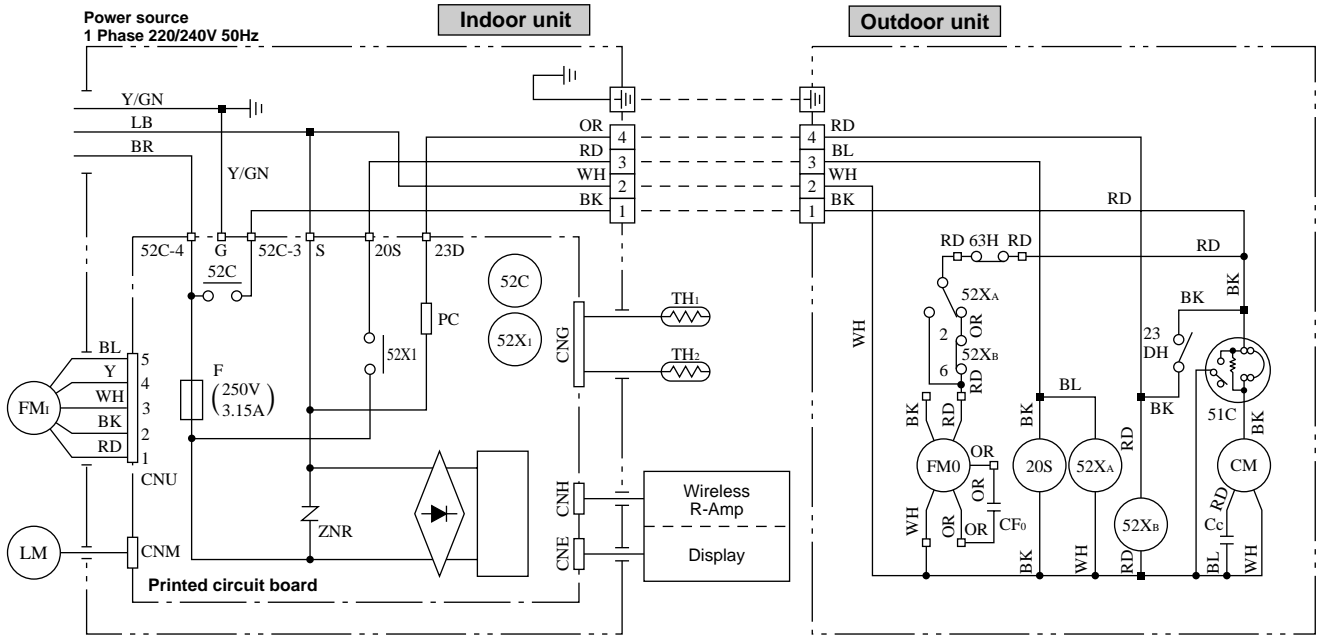 Power source
1 Phase 220/240V 50Hz
Indoor unit
Outdoor unit
Y/GN
LB
BR
Y/GN
OR
RD
WH
BK
4
3
2
1
4
3
2
1
RD
BL
WH
BK
RD
52C-4
G
52C-3
S
20S
23D
52C
52C
52X1
PC
52X1
CNG
TH1
TH2
F
(250V
3.15A)
BL
Y
WH
BK
RD
5
4
3
2
1
FMI
CNU
LM
CNM
ZNR
CNH
CNE
Wireless
R-Amp
Display
Printed circuit board
RD 63H RD
RD
52XA
OR
2
52XB
6
RD
BK
RD
FM0
OR
OR
WH
OR
OR
CF0
WH
BL
BK
20S
52XA
BK
WH
RD
52XB
RD
BK
BK
23
DH
BK
51C
BK
CM
RD
Cc
BL
WH